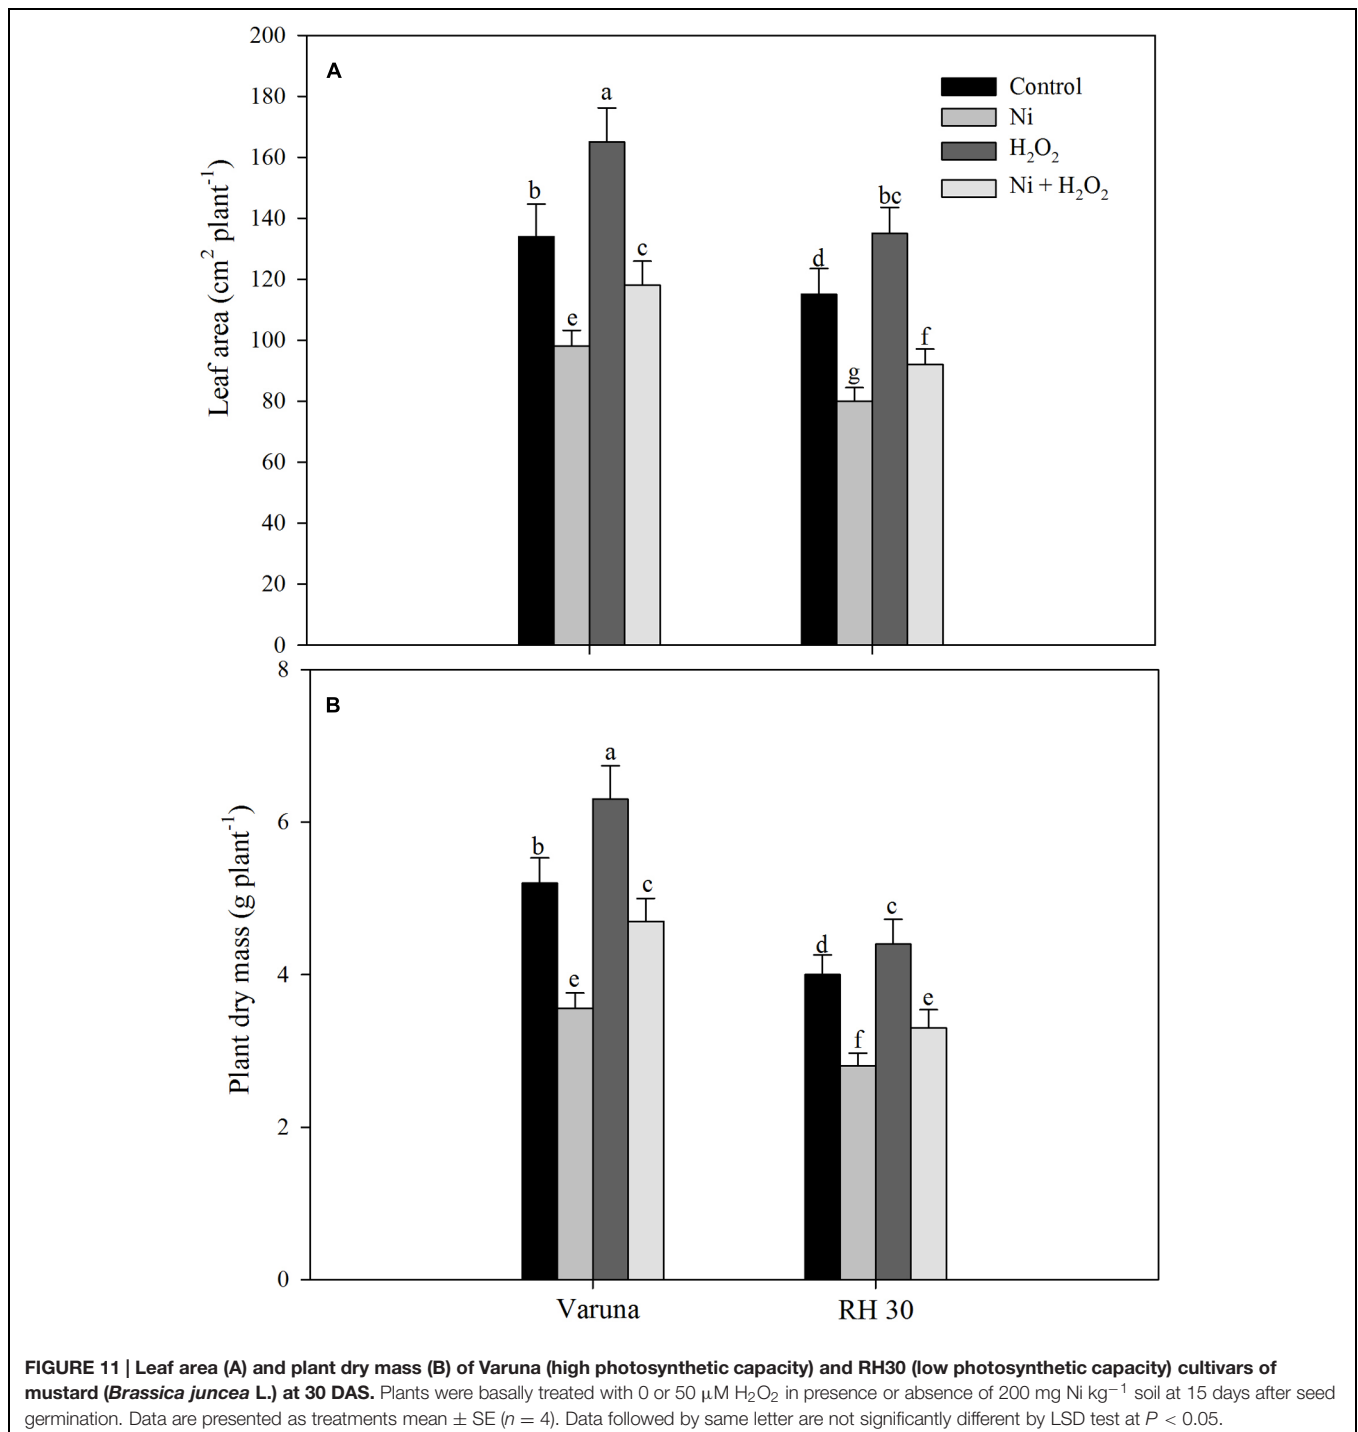 A
Control
Ni
H₂O₂
Ni + H₂O₂
Leaf area (cm² plant⁻¹)
200
180
160
140
120
100
80
60
40
20
0
b
e
a
c
d
g
bc
f
B
Plant dry mass (g plant⁻¹)
8
6
4
2
0
b
e
a
c
d
f
c
e
Varuna
RH 30
FIGURE 11 | Leaf area (A) and plant dry mass (B) of Varuna (high photosynthetic capacity) and RH30 (low photosynthetic capacity) cultivars of
mustard (Brassica juncea L.) at 30 DAS. Plants were basally treated with 0 or 50 μM H₂O₂ in presence or absence of 200 mg Ni kg⁻¹ soil at 15 days after seed
germination. Data are presented as treatments mean ± SE (n = 4). Data followed by same letter are not significantly different by LSD test at P < 0.05.